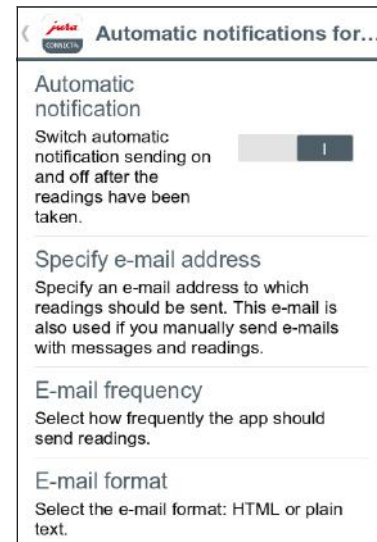 jura
CONNECTA
Automatic notifications for...
Automatic
notification
Switch automatic
notification sending on
and off after the
readings have been
taken.
I
Specify e-mail address
Specify an e-mail address to which
readings should be sent. This e-mail is
also used if you manually send e-mails
with messages and readings.
E-mail frequency
Select how frequently the app should
send readings.
E-mail format
Select the e-mail format: HTML or plain
text.